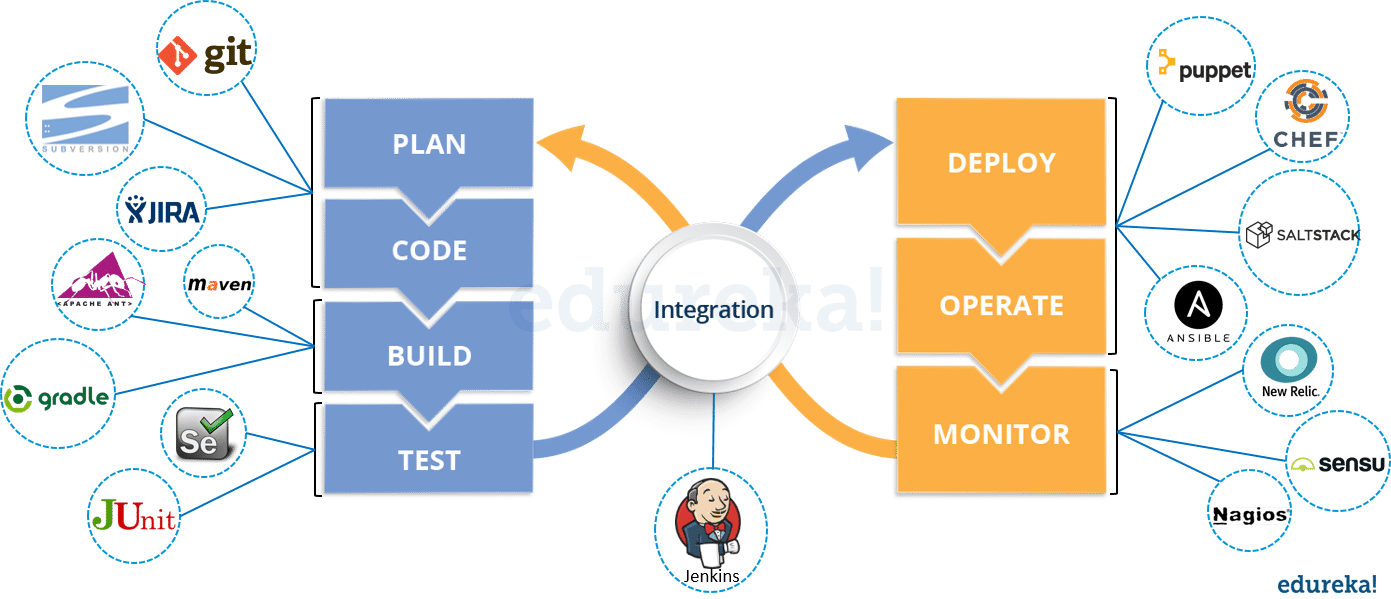 git
SUBVERSION
JIRA
<APACHE ANT>
maven
gradle
Se
JUnit
PLAN
CODE
BUILD
TEST
edureka!
Integration
Jenkins
DEPLOY
OPERATE
MONITOR
puppet
CHEF
SALTSTACK
A
ANSIBLE
New Relic.
sensu
Nagios®
edureka!